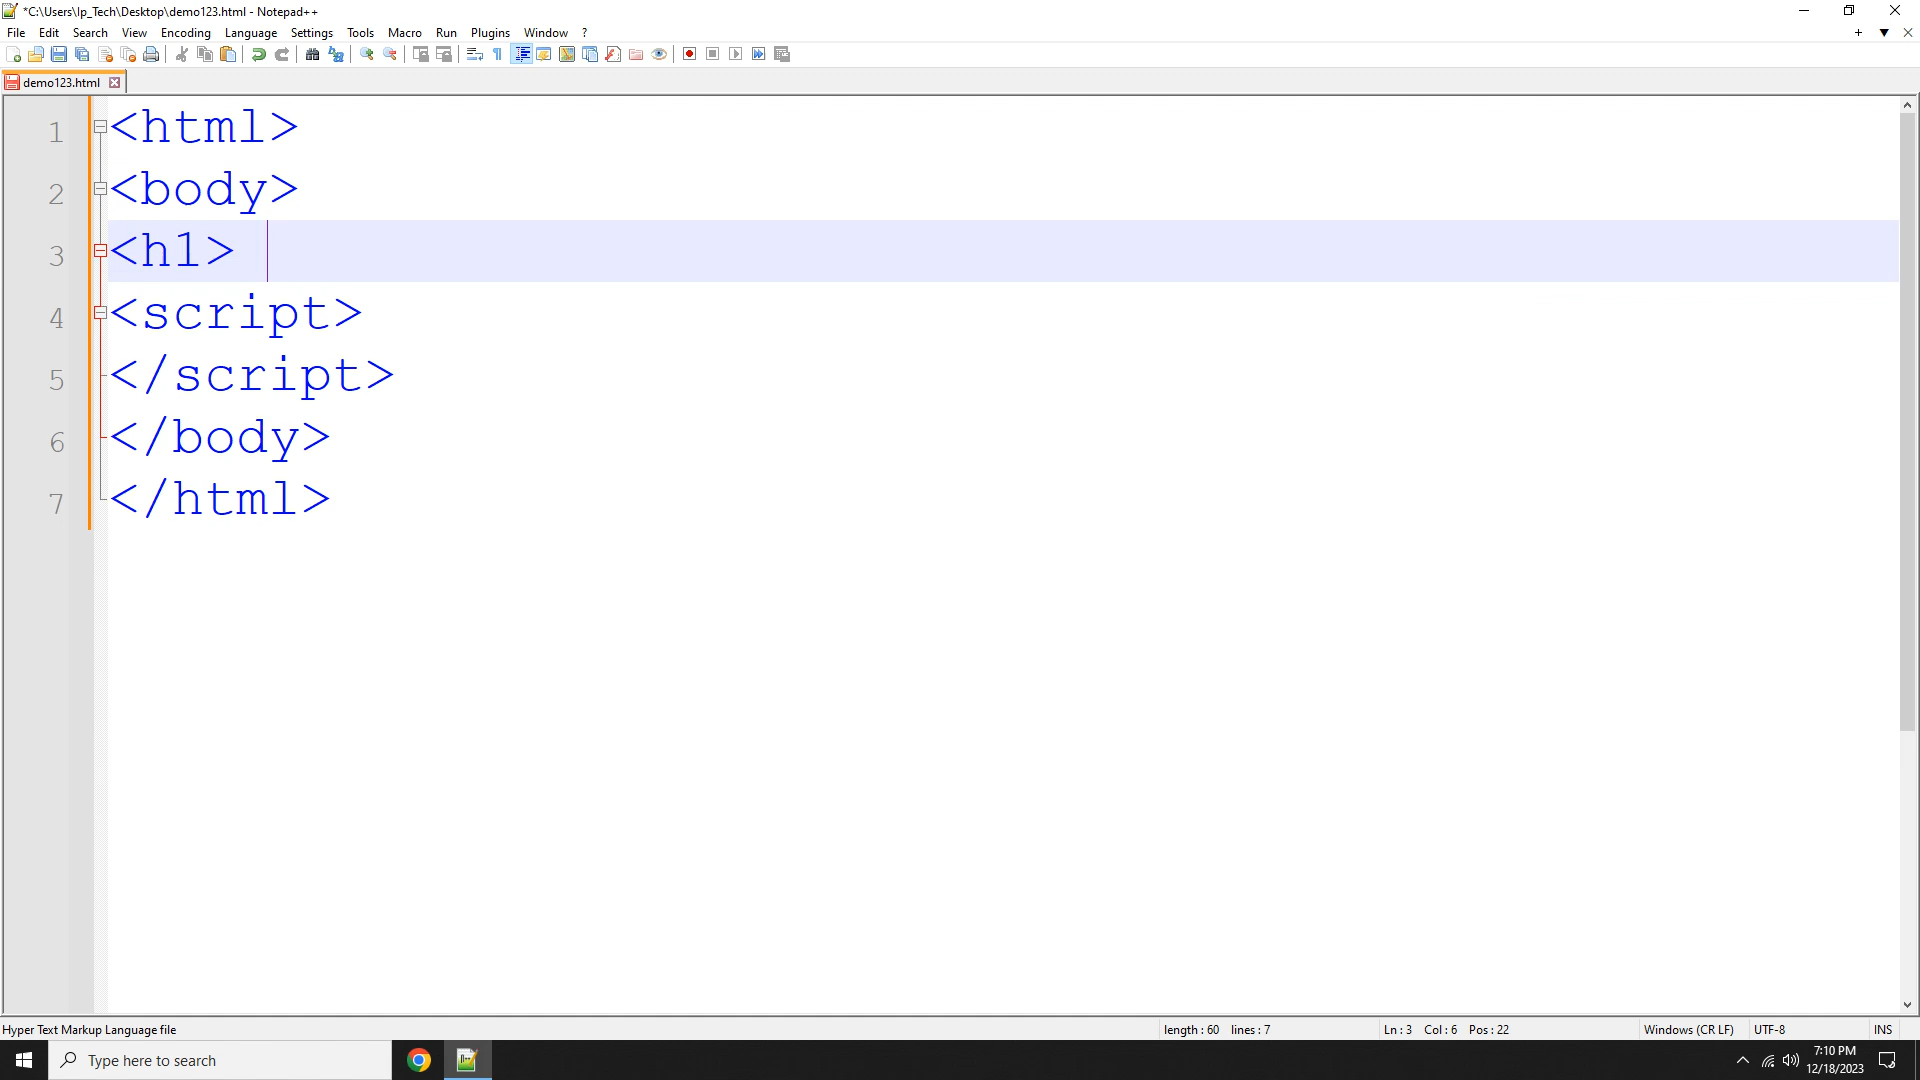 *C:\Users\lp_Tech\Desktop\demo123.html - Notepad++
File Edit Search View Encoding Language Settings Tools Macro Run Plugins Window ?
demo123.html
1 <html>
2 <body>
3 <h1>
4 <script>
5 </script>
6 </body>
7 </html>
Hyper Text Markup Language file length : 60 lines : 7 Ln : 3 Col : 6 Pos : 22 Windows (CR LF) UTF-8 INS
Type here to search
7:10 PM
12/18/2023